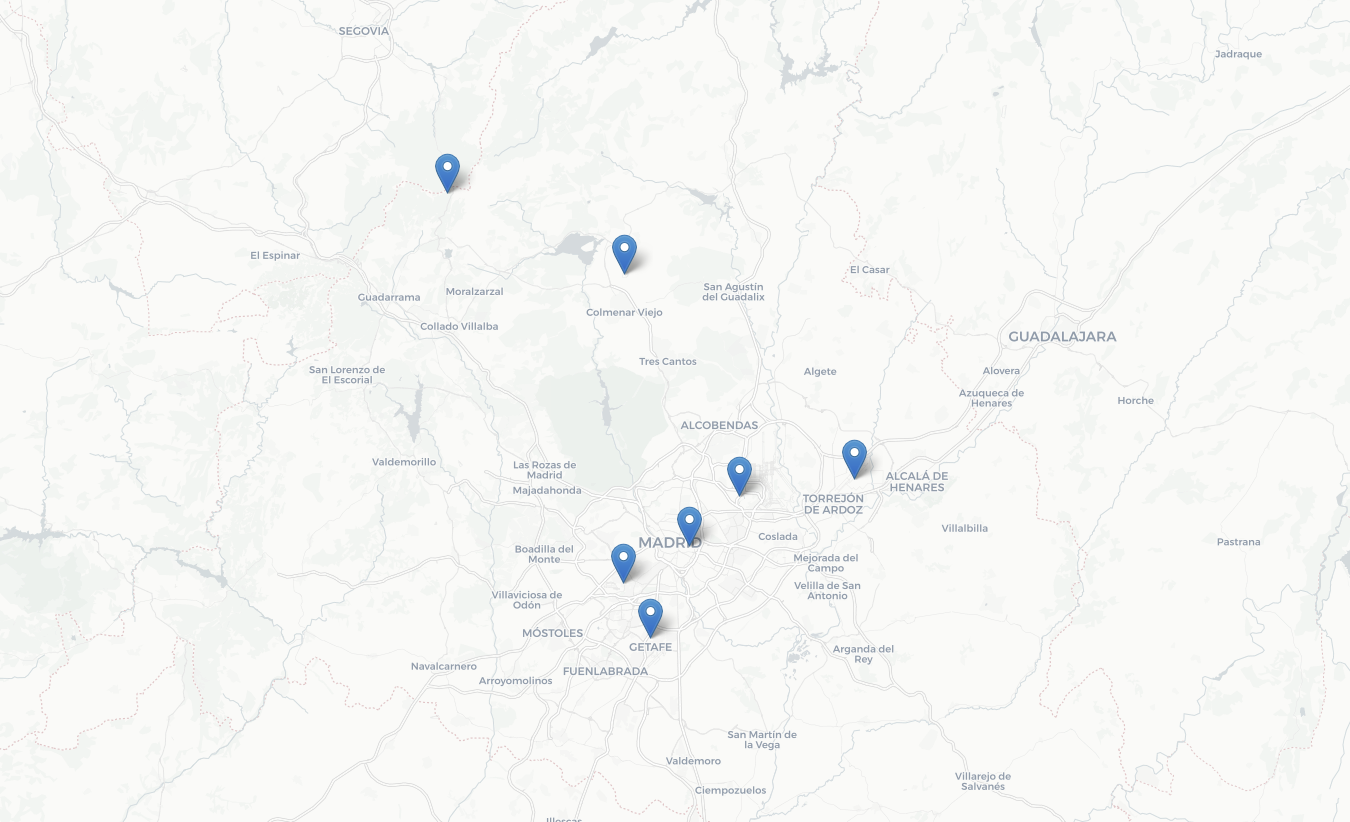 SEGOVIA
Jadraque
El Espinar
El Casar
Guadarrama
Moralzarzal
San Agustín
del Guadalix
Colmenar Viejo
Collado Villalba
GUADALAJARA
Tres Cantos
San Lorenzo de
El Escorial
Algete
Alovera
Azuqueca de
Henares
Horche
ALCOBENDAS
Valdemorillo
Las Rozas de
Madrid
Majadahonda
ALCALÁ DE
HENARES
TORREJÓN
DE ARDOZ
Villalbilla
MADRID
Coslada
Pastrana
Boadilla del
Monte
Mejorada del
Campo
Velilla de San
Antonio
Villaviciosa de
Odón
MÓSTOLES
GETAFE
Arganda del
Rey
Navalcarnero
FUENLABRADA
Arroyomolinos
San Martín de
la Vega
Valdemoro
Villarejo de
Salvanés
Ciempozuelos
Illescas